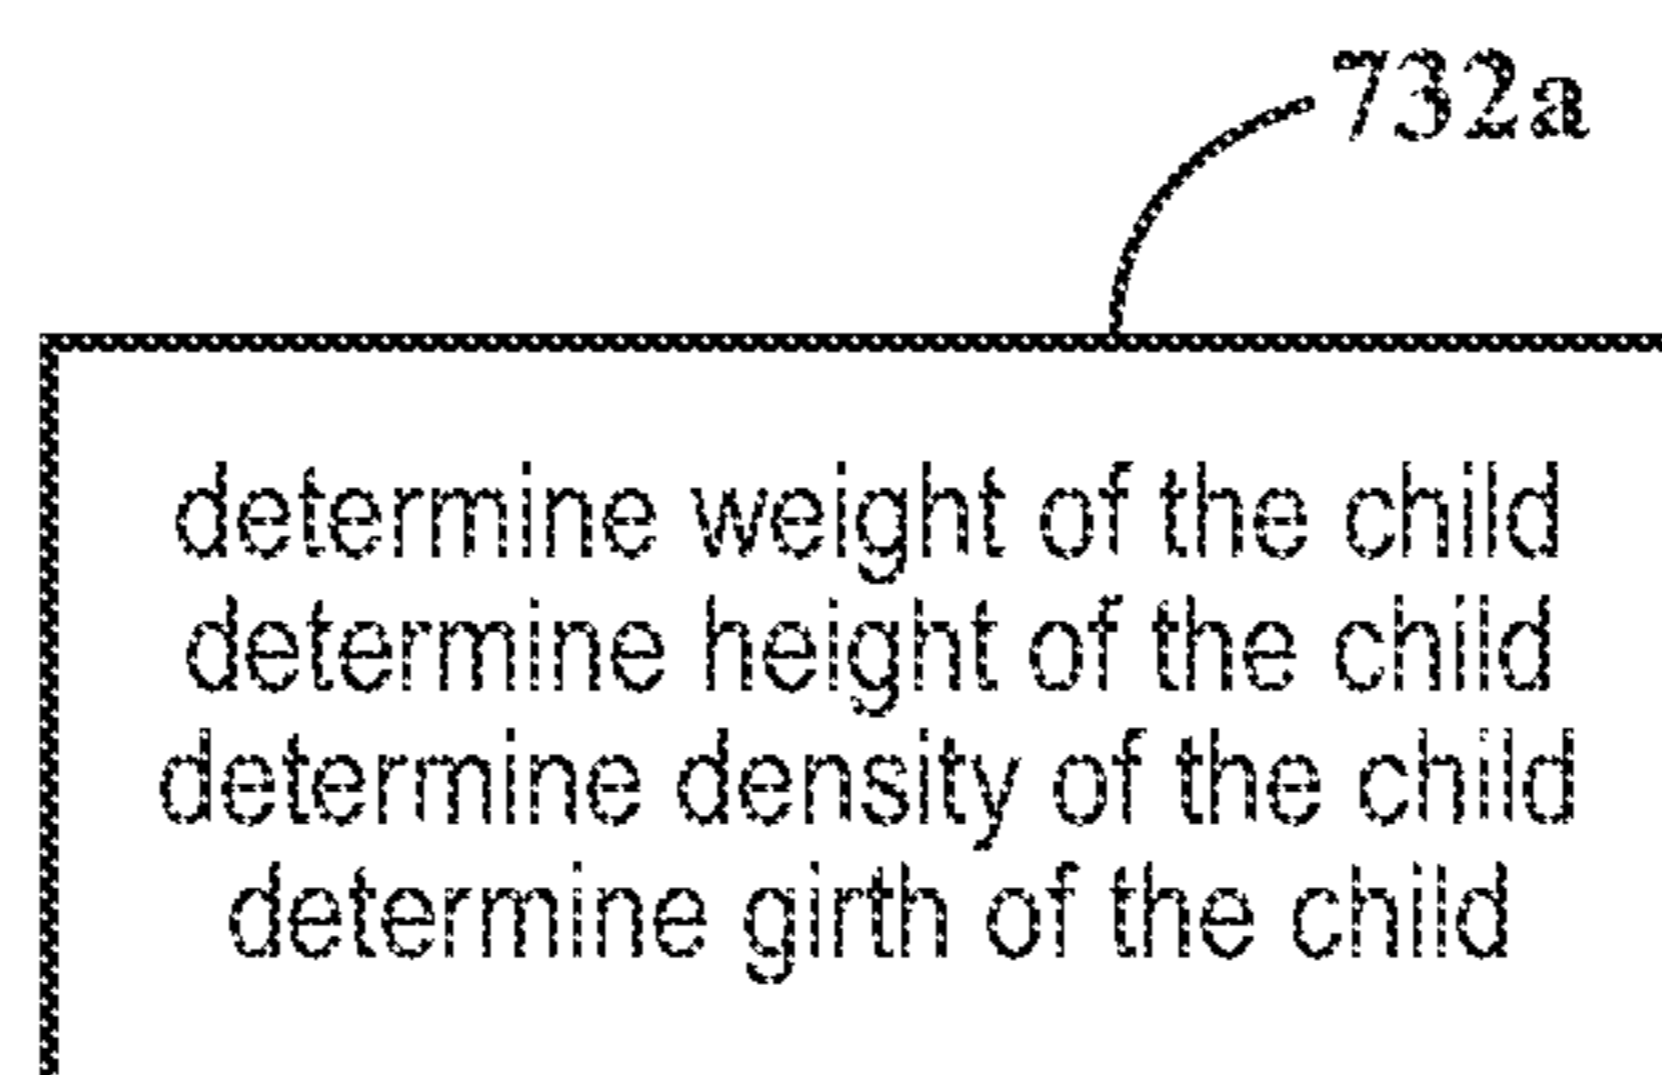 732a
determine weight of the child
determine height of the child
determine density of the child
determine girth of the child